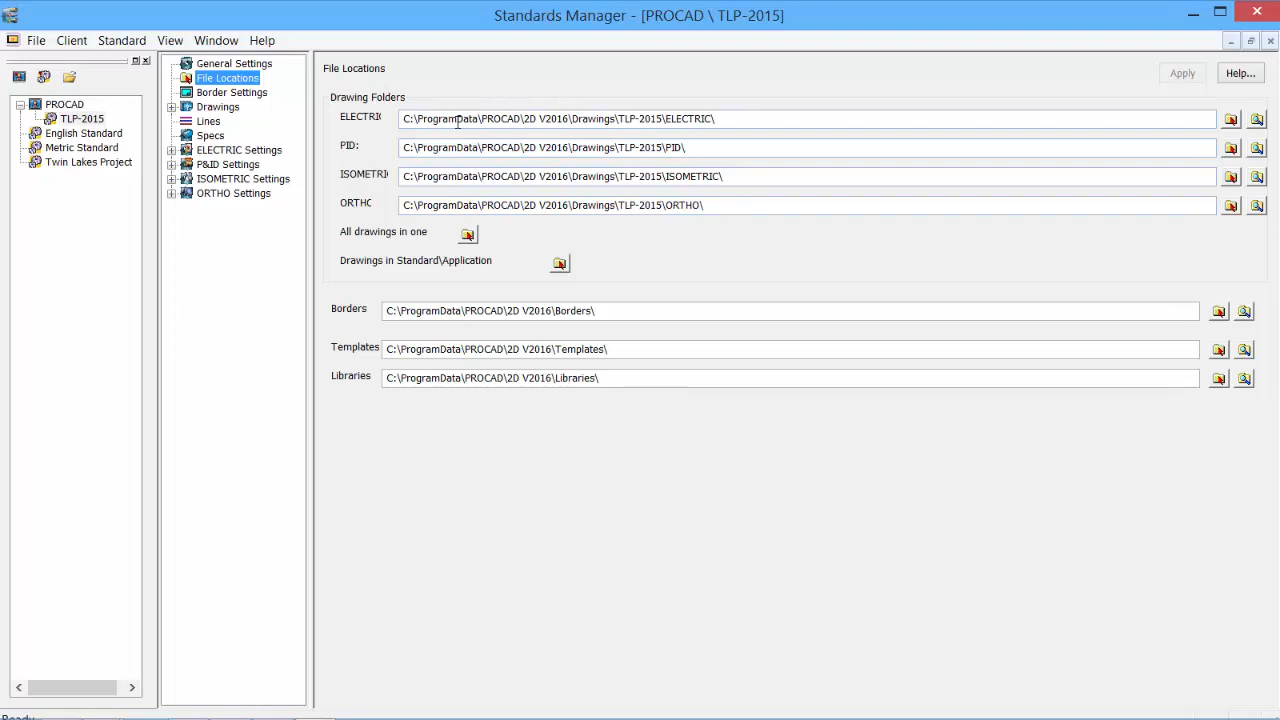 Standards Manager - [PROCAD \ TLP-2015]
File Client Standard View Window Help
PROCAD
TLP-2015
English Standard
Metric Standard
Twin Lakes Project
General Settings
File Locations
Border Settings
Drawings
Lines
Specs
ELECTRIC Settings
P&ID Settings
ISOMETRIC Settings
ORTHO Settings
File Locations
Apply Help...
Drawing Folders
ELECTRIC C:\ProgramData\PROCAD\2D V2016\Drawings\TLP-2015\ELECTRIC\
PID: C:\ProgramData\PROCAD\2D V2016\Drawings\TLP-2015\PID\
ISOMETRI C:\ProgramData\PROCAD\2D V2016\Drawings\TLP-2015\ISOMETRIC\
ORTHO C:\ProgramData\PROCAD\2D V2016\Drawings\TLP-2015\ORTHO\
All drawings in one
Drawings in Standard\Application
Borders C:\ProgramData\PROCAD\2D V2016\Borders\
Templates C:\ProgramData\PROCAD\2D V2016\Templates\
Libraries C:\ProgramData\PROCAD\2D V2016\Libraries\
Ready